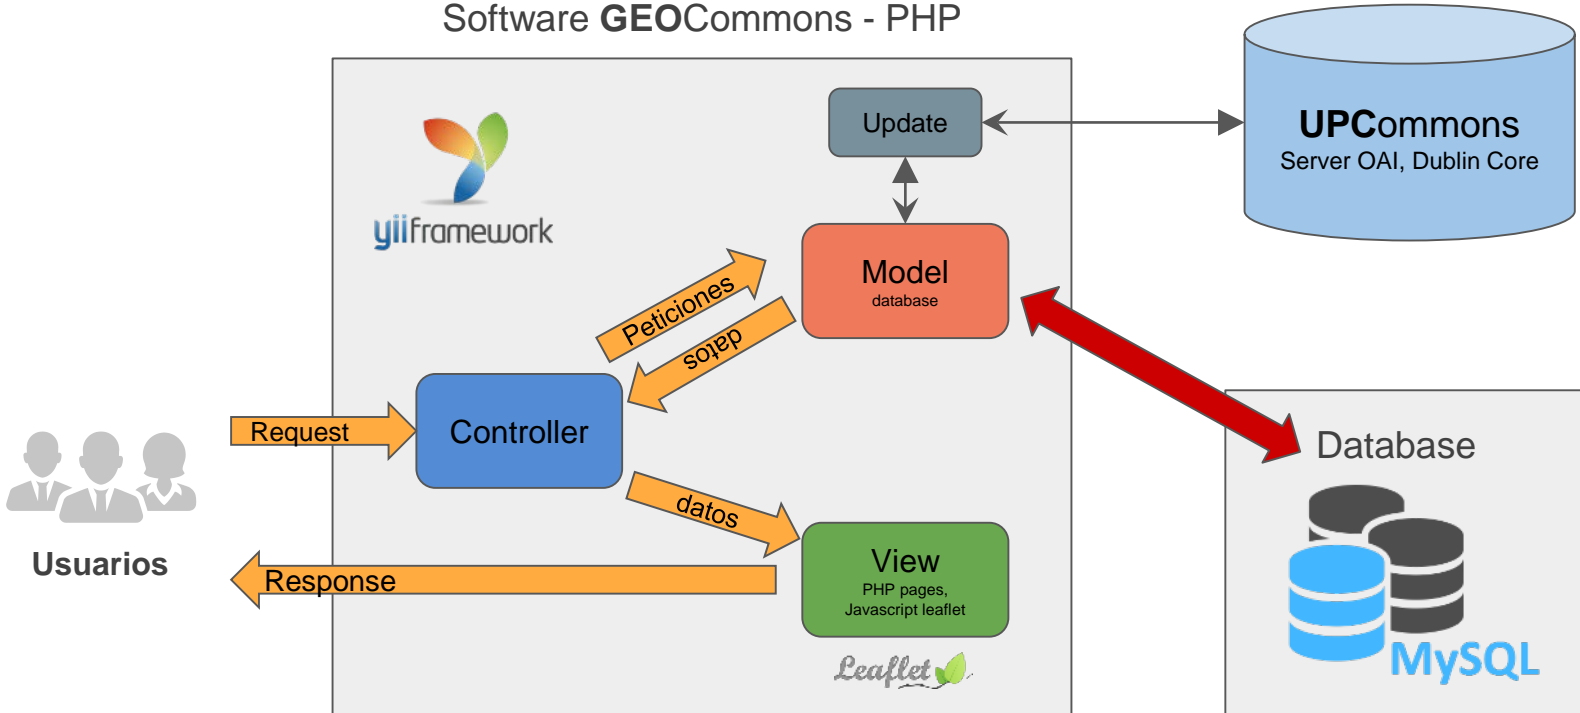 Software GEOCommons - PHP
yiiframework
Update
UPCommons
Server OAI, Dublin Core
Model
database
Peticiones
datos
Request
Controller
Database
datos
Usuarios
View
PHP pages,
Javascript leaflet
Response
Leaflet
MySQL